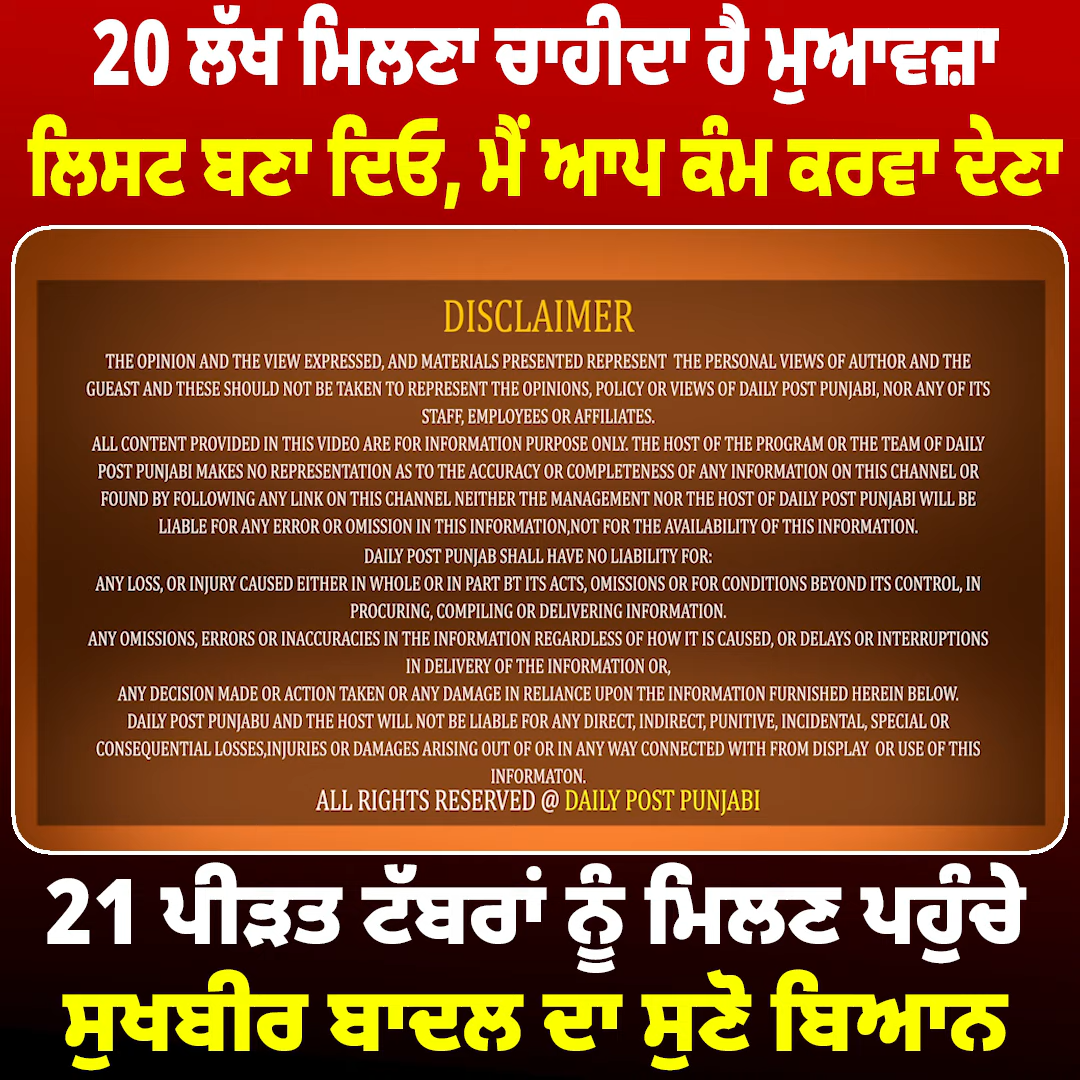 20 ਲੱਖ ਮਿਲਣਾ ਚਾਹੀਦਾ ਹੈ ਮੁਆਵਜ਼ਾ
ਲਿਸਟ ਬਣਾ ਦਿਓ, ਮੈਂ ਆਪ ਕੰਮ ਕਰਵਾ ਦੇਣਾ
DISCLAIMER
THE OPINION AND THE VIEW EXPRESSED, AND MATERIALS PRESENTED REPRESENT THE PERSONAL VIEWS OF AUTHOR AND THE
GUEAST AND THESE SHOULD NOT BE TAKEN TO REPRESENT THE OPINIONS, POLICY OR VIEWS OF DAILY POST PUNJABI, NOR ANY OF ITS
STAFF, EMPLOYEES OR AFFILIATES.
ALL CONTENT PROVIDED IN THIS VIDEO ARE FOR INFORMATION PURPOSE ONLY. THE HOST OF THE PROGRAM OR THE TEAM OF DAILY
POST PUNJABI MAKES NO REPRESENTATION AS TO THE ACCURACY OR COMPLETENESS OF ANY INFORMATION ON THIS CHANNEL OR
FOUND BY FOLLOWING ANY LINK ON THIS CHANNEL NEITHER THE MANAGEMENT NOR THE HOST OF DAILY POST PUNJABI WILL BE
LIABLE FOR ANY ERROR OR OMISSION IN THIS INFORMATION,NOT FOR THE AVAILABILITY OF THIS INFORMATION.
DAILY POST PUNJAB SHALL HAVE NO LIABILITY FOR:
ANY LOSS, OR INJURY CAUSED EITHER IN WHOLE OR IN PART BT ITS ACTS, OMISSIONS OR FOR CONDITIONS BEYOND ITS CONTROL, IN
PROCURING, COMPILING OR DELIVERING INFORMATION.
ANY OMISSIONS, ERRORS OR INACCURACIES IN THE INFORMATION REGARDLESS OF HOW IT IS CAUSED, OR DELAYS OR INTERRUPTIONS
IN DELIVERY OF THE INFORMATION OR,
ANY DECISION MADE OR ACTION TAKEN OR ANY DAMAGE IN RELIANCE UPON THE INFORMATION FURNISHED HEREIN BELOW.
DAILY POST PUNJABU AND THE HOST WILL NOT BE LIABLE FOR ANY DIRECT, INDIRECT, PUNITIVE, INCIDENTAL, SPECIAL OR
CONSEQUENTIAL LOSSES,INJURIES OR DAMAGES ARISING OUT OF OR IN ANY WAY CONNECTED WITH FROM DISPLAY OR USE OF THIS
INFORMATON.
ALL RIGHTS RESERVED @ DAILY POST PUNJABI
21 ਪੀੜਤ ਟੱਬਰਾਂ ਨੂੰ ਮਿਲਣ ਪਹੁੰਚੇ
ਸੁਖਬੀਰ ਬਾਦਲ ਦਾ ਸੁਣੋ ਬਿਆਨ